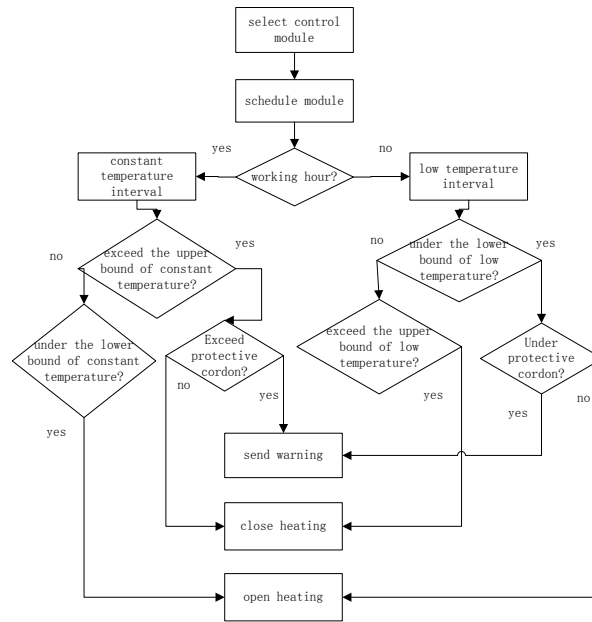 select control
module
schedule module
yes
no
constant
temperature
interval
working hour?
low temperature
interval
no
exceed the upper
bound of constant
temperature?
yes
no
under the lower
bound of low
temperature?
yes
under the lower
bound of constant
temperature?
Exceed
protective
cordon?
exceed the upper
bound of low
temperature?
Under
protective
cordon?
no
yes
yes
yes
no
yes
send warning
close heating
open heating